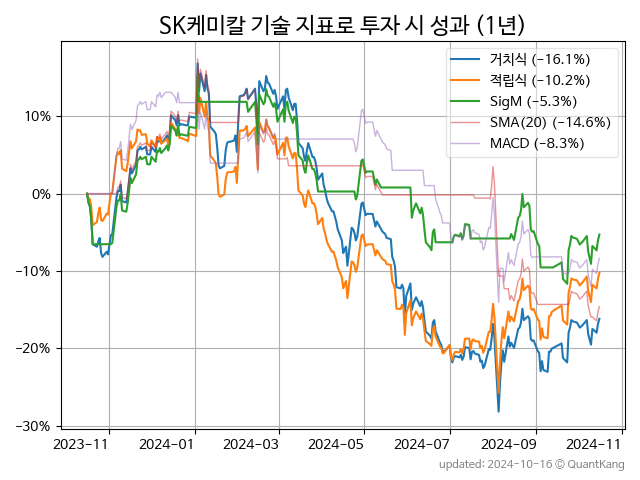 SK케미칼 기술 지표로 투자 시 성과 (1년)
거치식 (−16.1%)
적립식 (−10.2%)
SigM (−5.3%)
SMA(20) (−14.6%)
MACD (−8.3%)
10%
0%
−10%
−20%
−30%
2023-11 2024-01 2024-03 2024-05 2024-07 2024-09 2024-11
updated: 2024-10-16 © QuantKang